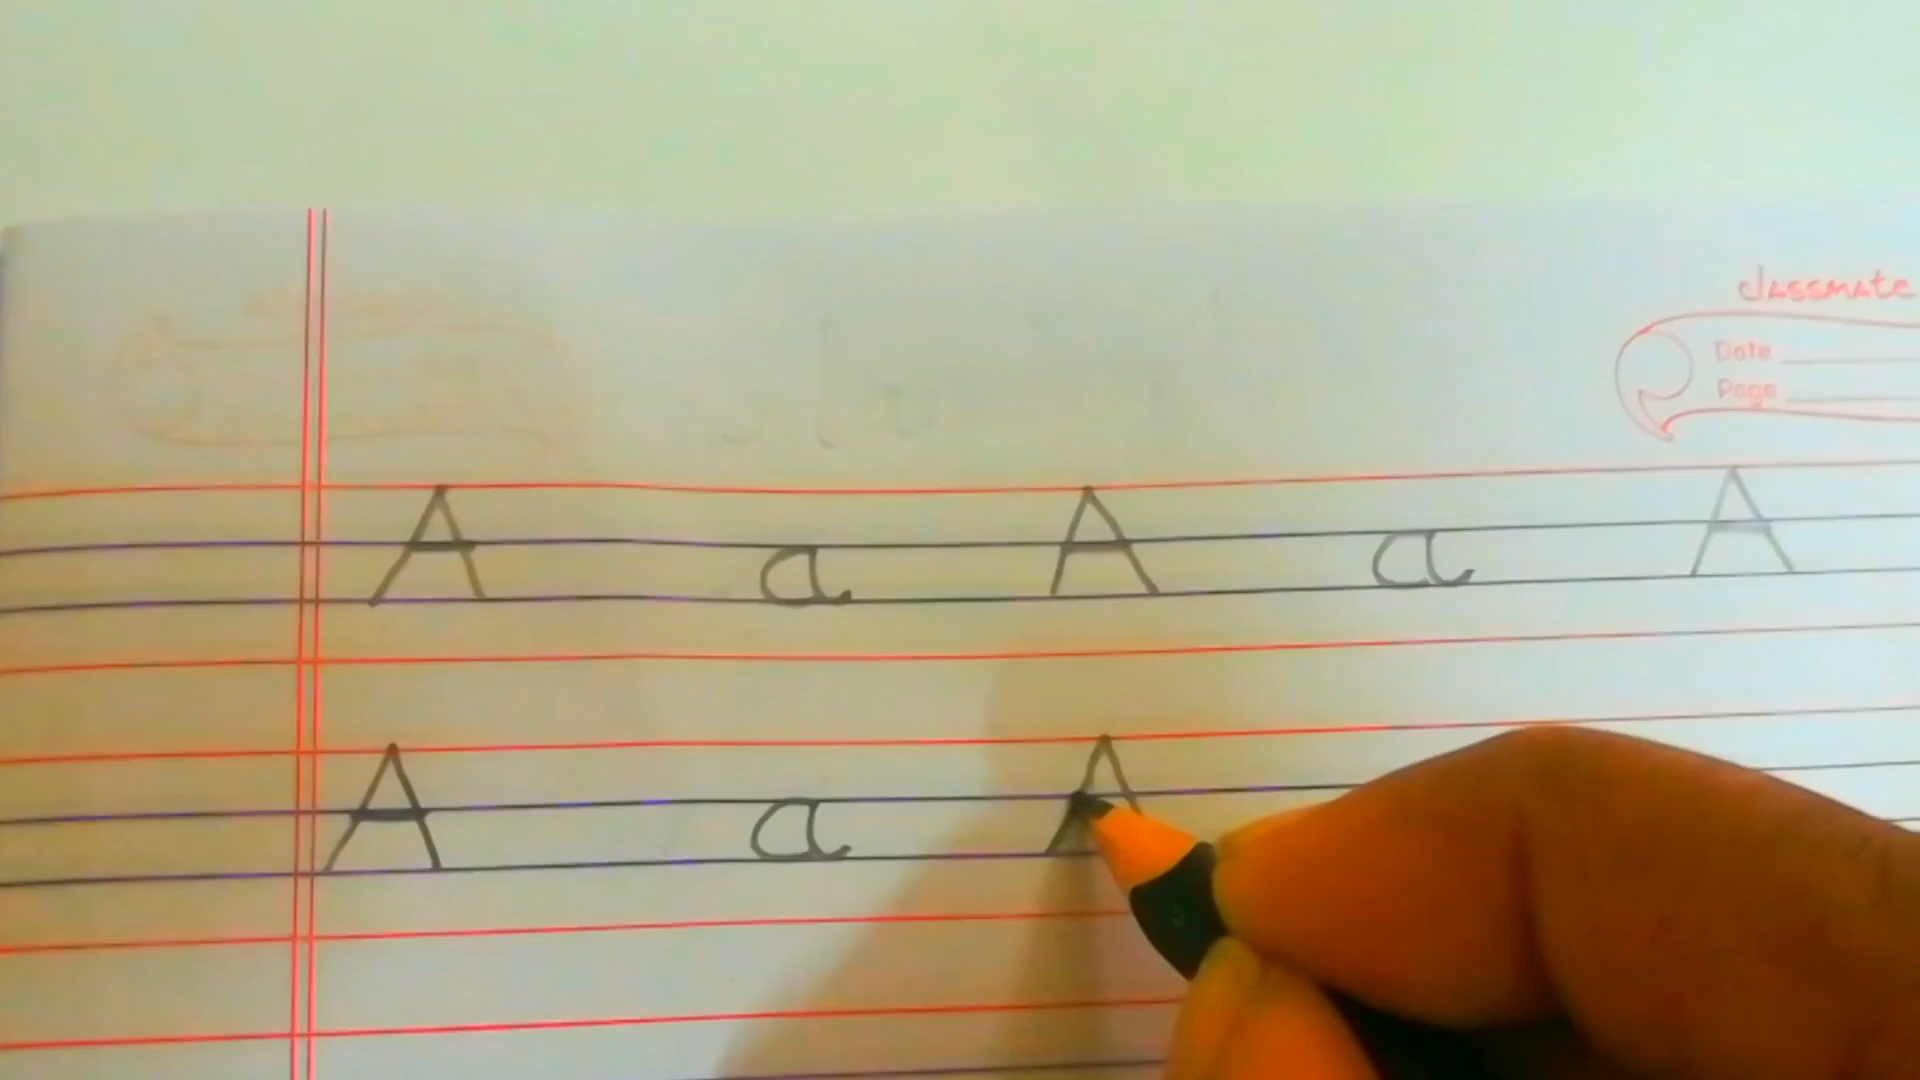 classmate
Date
Page
A a A a A
A a A